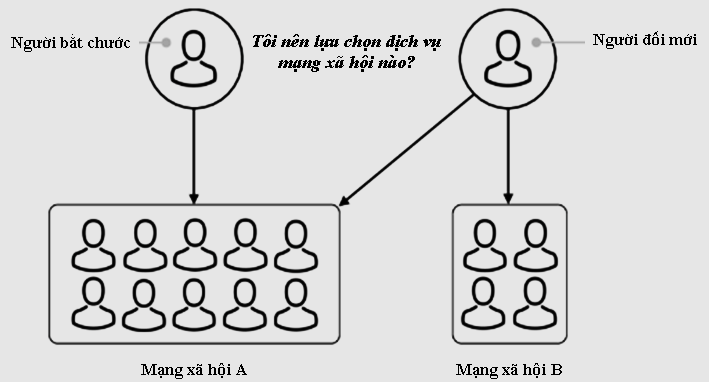 Người bắt chước
Tôi nên lựa chọn dịch vụ
mạng xã hội nào?
Người đổi mới
Mạng xã hội A
Mạng xã hội B